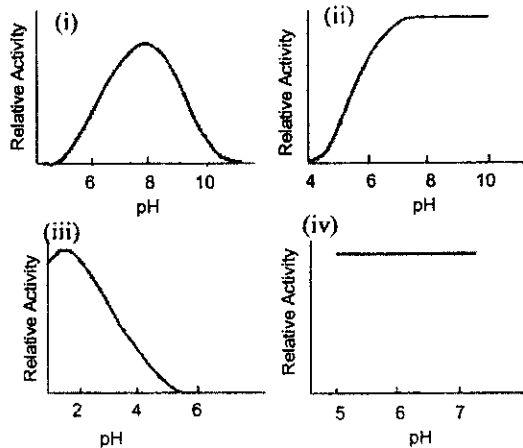 (i)
Relative Activity
6 8 10
pH
(ii)
Relative Activity
4 6 8 10
pH
(iii)
Relative Activity
2 4 6
pH
(iv)
Relative Activity
5 6 7
pH